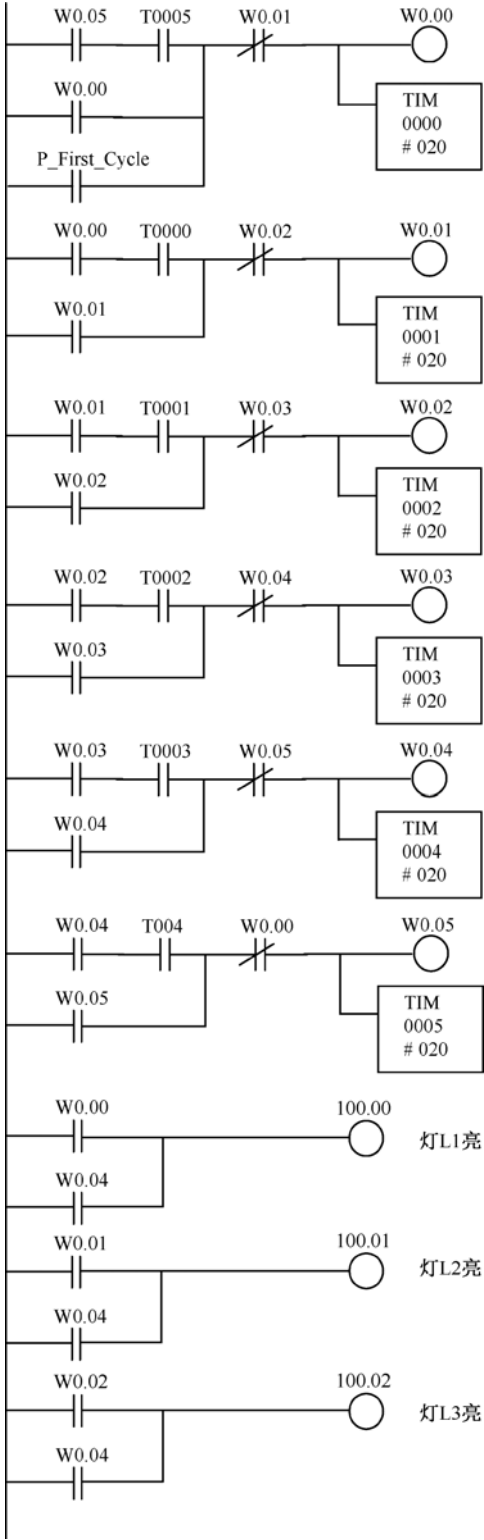 W0.05 T0005 W0.01 W0.00
W0.00
TIM
0000
# 020
P_First_Cycle
W0.00 T0000 W0.02 W0.01
W0.01
TIM
0001
# 020
W0.01 T0001 W0.03 W0.02
W0.02
TIM
0002
# 020
W0.02 T0002 W0.04 W0.03
W0.03
TIM
0003
# 020
W0.03 T0003 W0.05 W0.04
W0.04
TIM
0004
# 020
W0.04 T004 W0.00 W0.05
W0.05
TIM
0005
# 020
W0.00 100.00
灯L1亮
W0.04
W0.01 100.01
灯L2亮
W0.04
W0.02 100.02
灯L3亮
W0.04